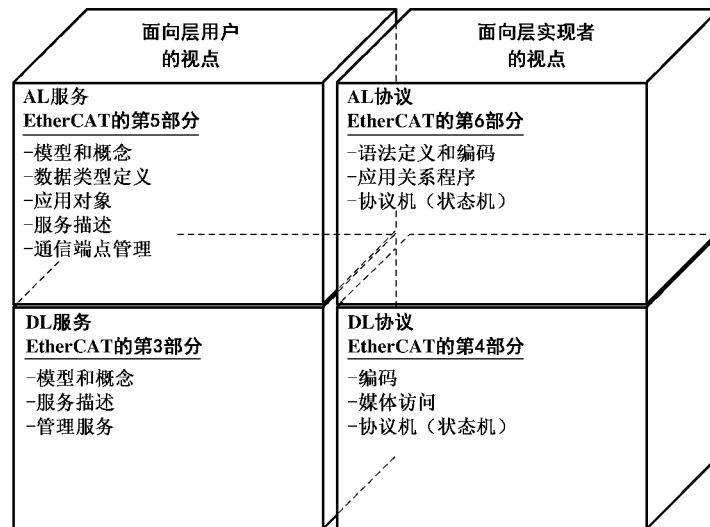 面向层用户
的视点
面向层实现者
的视点
AL服务
EtherCAT的第5部分
-模型和概念
-数据类型定义
-应用对象
-服务描述
-通信端点管理
AL协议
EtherCAT的第6部分
-语法定义和编码
-应用关系程序
-协议机（状态机）
DL服务
EtherCAT的第3部分
-模型和概念
-服务描述
-管理服务
DL协议
EtherCAT的第4部分
-编码
-媒体访问
-协议机（状态机）